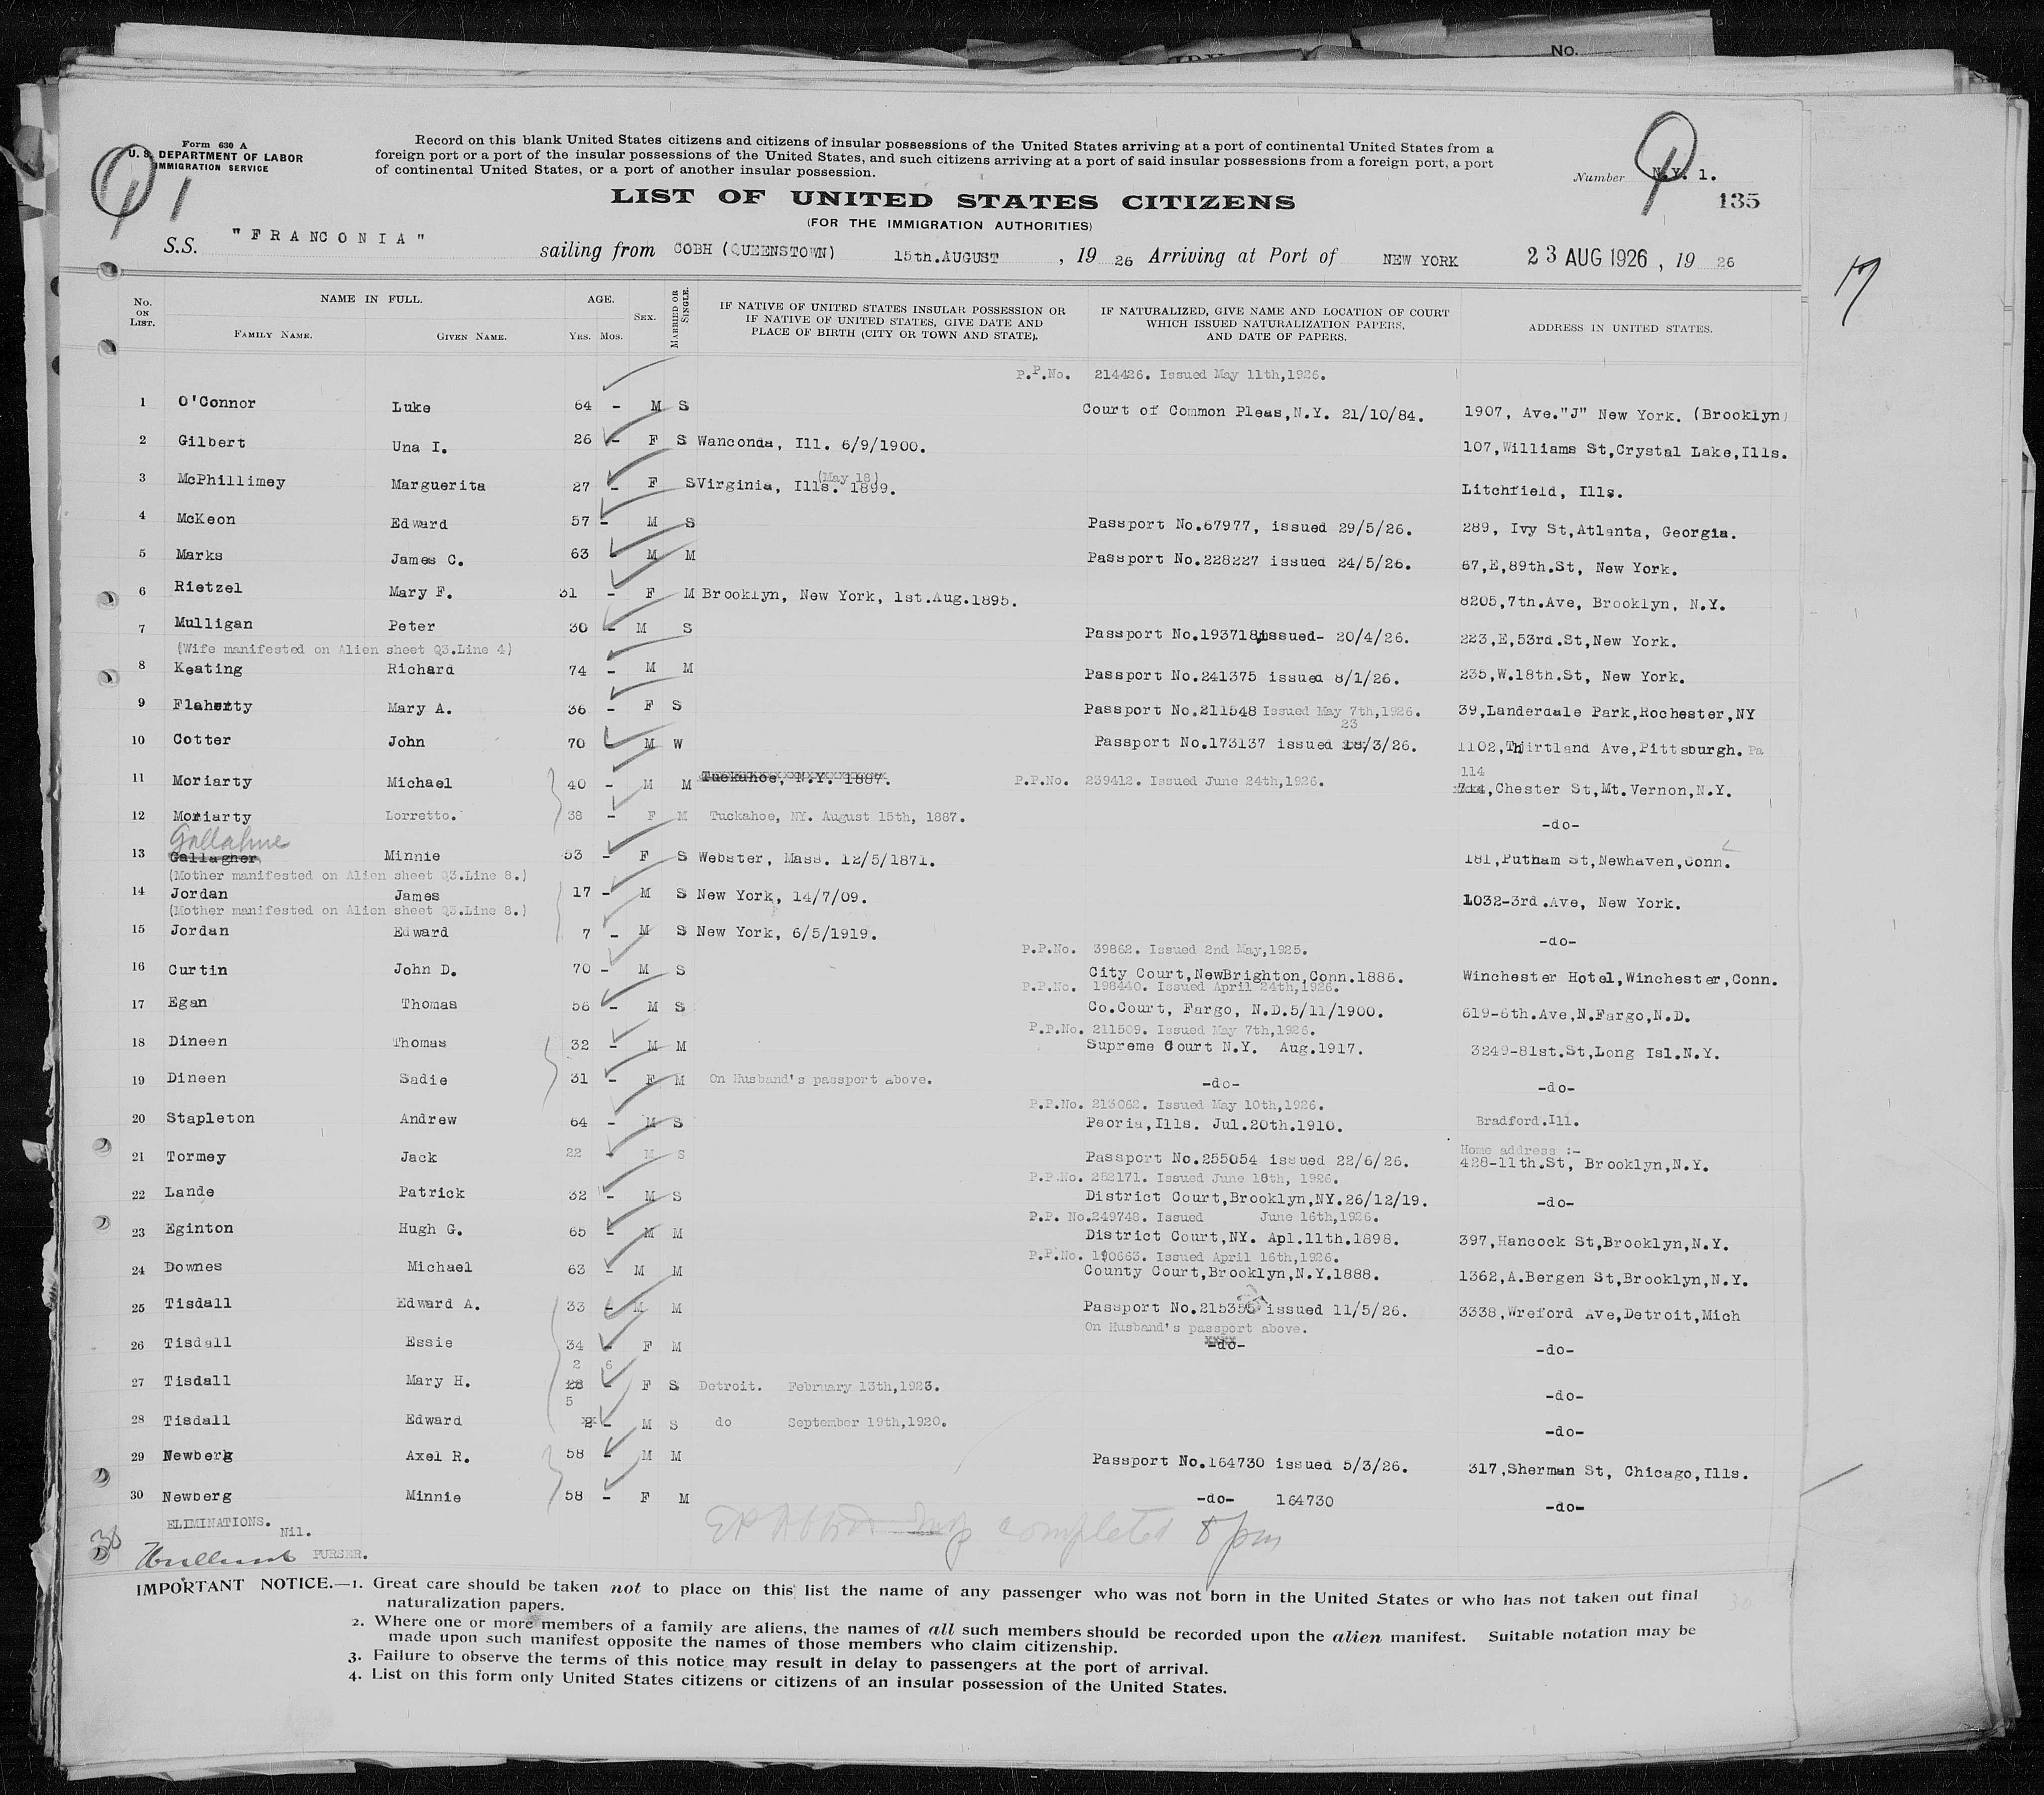 No.
Form 630 A
U. S. DEPARTMENT OF LABOR
IMMIGRATION SERVICE
Record on this blank United States citizens and citizens of insular possessions of the United States arriving at a port of continental United States from a
foreign port or a port of the insular possessions of the United States, and such citizens arriving at a port of said insular possessions from a foreign port, a port
of continental United States, or a port of another insular possession.
Number N.Y. 1.
135
1
LIST OF UNITED STATES CITIZENS
(FOR THE IMMIGRATION AUTHORITIES)
S.S. "FRANCONIA" sailing from COBH (QUEENSTOWN) 15th.AUGUST, 19 26 Arriving at Port of NEW YORK 23 AUG 1926, 19 26
17
No. ON LIST. NAME IN FULL. FAMILY NAME. GIVEN NAME. AGE. YRS. MOS. SEX. MARRIED OR SINGLE. IF NATIVE OF UNITED STATES INSULAR POSSESSION OR IF NATIVE OF UNITED STATES, GIVE DATE AND PLACE OF BIRTH (CITY OR TOWN AND STATE). IF NATURALIZED, GIVE NAME AND LOCATION OF COURT WHICH ISSUED NATURALIZATION PAPERS, AND DATE OF PAPERS. ADDRESS IN UNITED STATES.
P.P.No. 214426. Issued May 11th,1926.
1 O'Connor Luke 64 - M S Court of Common Pleas,N.Y. 21/10/84. 1907, Ave."J" New York. (Brooklyn)
2 Gilbert Una I. 26 - F S Wanconda, Ill. 6/9/1900. 107,Williams St,Crystal Lake,Ills.
(May 18)
3 McPhillimey Marguerita 27 - F S Virginia, Ills. 1899. Litchfield, Ills.
4 McKeon Edward 57 - M S Passport No.67977, issued 29/5/26. 289, Ivy St,Atlanta, Georgia.
5 Marks James C. 63 - M M Passport No.228227 issued 24/5/26. 67,E,89th.St, New York.
6 Rietzel Mary F. 31 - F M Brooklyn, New York, 1st.Aug.1895. 8205,7th.Ave, Brooklyn, N.Y.
7 Mulligan Peter 30 - M S Passport No.193718,issued- 20/4/26. 223,E,53rd.St,New York.
(Wife manifested on Alien sheet Q3.Line 4)
8 Keating Richard 74 - M M Passport No.241375 issued 8/1/26. 235,W.18th.St, New York.
9 Flaherty Mary A. 36 - F S Passport No.211548 Issued May 7th,1926. 39,Landerdale Park,Rochester,NY
23
10 Cotter John 70 - M W Passport No.173137 issued /3/26. 1102,Thirtland Ave,Pittsburgh. Pa
11 Moriarty Michael 40 - M M Tuckahoe, N.Y. 1887. P.P.No. 239412. Issued June 24th,1926. 114 714,Chester St,Mt.Vernon,N.Y.
12 Moriarty Lorretto. 38 - F M Tuckahoe, NY. August 15th, 1887. -do-
Gallahue
13 Gallagher Minnie 53 - F S Webster, Mass. 12/5/1871. 181,Putham St,Newhaven,Conn.
(Mother manifested on Alien sheet Q3.Line 8.)
14 Jordan James 17 - M S New York, 14/7/09. 1032-3rd.Ave, New York.
(Mother manifested on Alien sheet Q3.Line 8.)
15 Jordan Edward 7 - M S New York, 6/5/1919. -do-
P.P.No. 39862. Issued 2nd May,1925.
16 Curtin John D. 70 - M S City Court,NewBrighton,Conn.1886. Winchester Hotel,Winchester,Conn.
P.P.No. 198440. Issued April 24th,1926.
17 Egan Thomas 56 - M S Co.Court, Fargo, N.D.5/11/1900. 619-6th.Ave,N.Fargo,N.D.
P.P.No. 211509. Issued May 7th,1926.
18 Dineen Thomas 32 - M M Supreme Court N.Y. Aug.1917. 3249-81st.St,Long Isl.N.Y.
19 Dineen Sadie 31 - F M On Husband's passport above. -do- -do-
P.P.No. 213062. Issued May 10th,1926.
20 Stapleton Andrew 64 - M S Peoria,Ills. Jul.20th.1910. Bradford.Ill.
Home address :-
21 Tormey Jack 22 - M S Passport No.255054 issued 22/6/26. 428-11th.St, Brooklyn,N.Y.
P.P.No. 252171. Issued June 18th, 1926.
22 Lande Patrick 32 - M S District Court,Brooklyn,NY.26/12/19. -do-
P.P. No.249748. Issued June 16th,1926.
23 Eginton Hugh G. 65 - M M District Court,NY. Apl.11th.1898. 397,Hancock St,Brooklyn,N.Y.
P.P.No. 190663. Issued April 16th,1926.
24 Downes Michael 63 - M M County Court,Brooklyn,N.Y.1888. 1362,A.Bergen St,Brooklyn,N.Y.
25 Tisdall Edward A. 33 - M M Passport No.215355 issued 11/5/26. 3338,Wreford Ave,Detroit,Mich
On Husband's passport above.
26 Tisdall Essie 34 - F M -do- -do-
2 6
27 Tisdall Mary H. 28 - F S Detroit. February 13th,1923. -do-
5
28 Tisdall Edward 2 - M S do September 19th,1920. -do-
29 Newberg Axel R. 58 - M M Passport No.164730 issued 5/3/26. 317,Sherman St, Chicago,Ills.
30 Newberg Minnie 58 - F M -do- 164730 -do-
ELIMINATIONS.
Nil.
completed 8 pm
30
PURSER.
IMPORTANT NOTICE.—1. Great care should be taken not to place on this list the name of any passenger who was not born in the United States or who has not taken out final
naturalization papers.
2. Where one or more members of a family are aliens, the names of all such members should be recorded upon the alien manifest. Suitable notation may be
made upon such manifest opposite the names of those members who claim citizenship.
3. Failure to observe the terms of this notice may result in delay to passengers at the port of arrival.
4. List on this form only United States citizens or citizens of an insular possession of the United States.